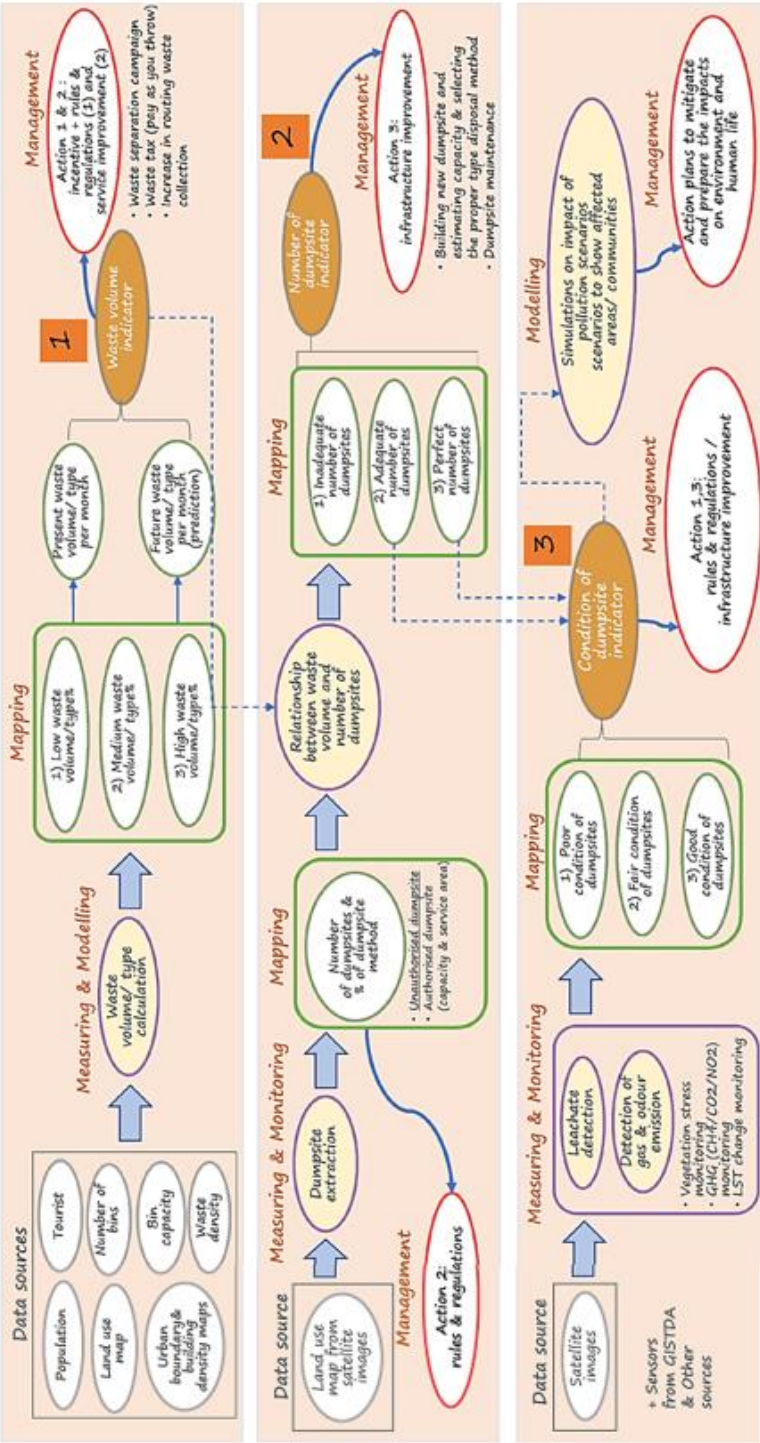 Data sources
Population
Tourist
Land use
map
Number of
bins
Urban
boundary&
building
density maps
Bin
capacity
Waste
density
Measuring & Modelling
Waste
volume/ type
calculation
Mapping
1) Low waste
volume/type%
2) Medium waste
volume/ type%
3) High waste
volume/type%
Present waste
volume/ type
per month
Future waste
volume/ type
per month
(prediction)
1
Waste volume
indicator
Management
Action 1 & 2 :
incentive + rules &
regulations (1) and
service improvement (2)
• Waste separation campaign
• Waste tax (pay as you throw)
• Increase in routing waste
collection
Data source
Land use
map from
satellite
images
Measuring & Monitoring
Dumpsite
extraction
Management
Action 2:
rules & regulations
Mapping
Number
of dumpsites &
% of dumpsite
method
• Unauthorised dumpsite
• Authorised dumpsite
(capacity & service area)
Relationship
between waste
volume and
number of
dumpsites
Mapping
1) Inadequate
number of
dumpsites
2) Adequate
number of
dumpsites
3) Perfect
number of
dumpsites
2
Number of
dumpsite
indicator
Management
Action 3:
infrastructure improvement
• Building new dumpsite and
estimating capacity & selecting
the proper type disposal method
• Dumpsite maintenance
Data source
Satellite
images
+ Sensors
from GISTDA
& Other
sources
Measuring & Monitoring
Leachate
detection
Detection of
gas & odour
emission
• Vegetation stress
monitoring
• GHG (CH4/CO2/NO2)
monitoring
• LST change monitoring
Mapping
1) Poor
condition of
dumpsites
2) Fair condition
of dumpsites
3) Good
condition of
dumpsites
3
Condition of
dumpsite
indicator
Management
Action 1,3:
rules & regulations /
infrastructure improvement
Modelling
Simulations on impact of
pollution scenarios
scenarios to show affected
areas/ communities
Management
Action plans to mitigate
and prepare the impacts
on environment and
human life